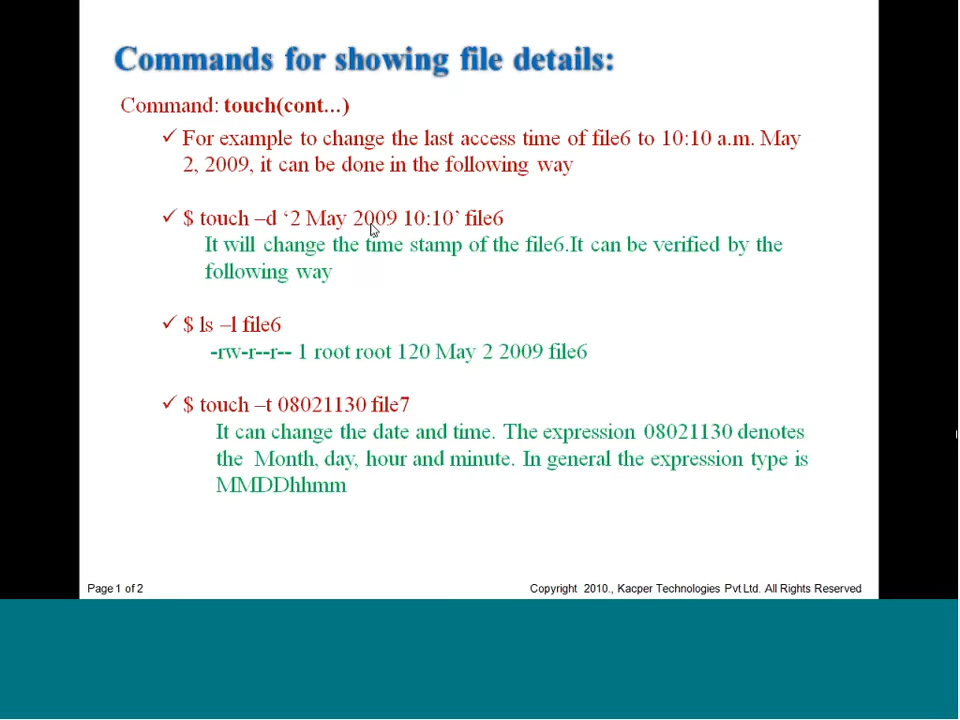 Commands for showing file details:
Command: touch(cont...)
✓ For example to change the last access time of file6 to 10:10 a.m. May
2, 2009, it can be done in the following way
✓ $ touch –d ‘2 May 2009 10:10’ file6
It will change the time stamp of the file6.It can be verified by the
following way
✓ $ ls –l file6
-rw-r--r-- 1 root root 120 May 2 2009 file6
✓ $ touch –t 08021130 file7
It can change the date and time. The expression 08021130 denotes
the Month, day, hour and minute. In general the expression type is
MMDDhhmm
Page 1 of 2
Copyright 2010., Kacper Technologies Pvt Ltd. All Rights Reserved